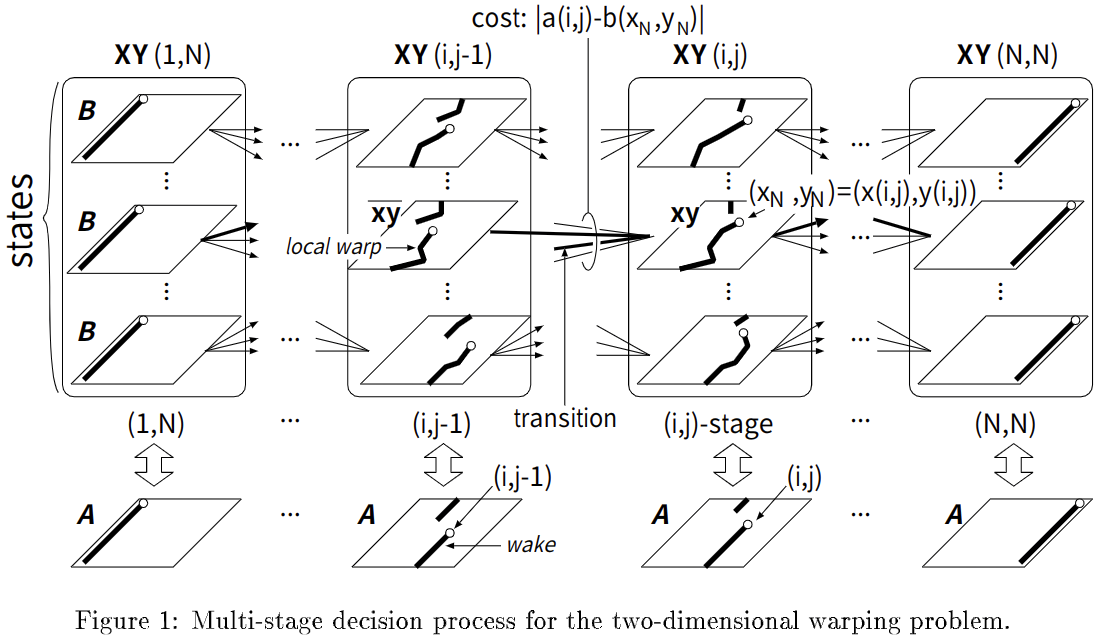 cost: |a(i,j)-b(x_N,y_N)|
XY (1,N) XY (i,j-1) XY (i,j) XY (N,N)
states
B
... ...
⋮ ⋮ ⋮ ⋮
(x_N ,y_N)=(x(i,j),y(i,j))
B xy xy
local warp
... ...
⋮ ⋮ ⋮ ⋮
B
... ...
transition
(1,N) ... (i,j-1) (i,j)-stage ... (N,N)
(i,j-1) (i,j)
A ... A A ... A
wake
Figure 1: Multi-stage decision process for the two-dimensional warping problem.